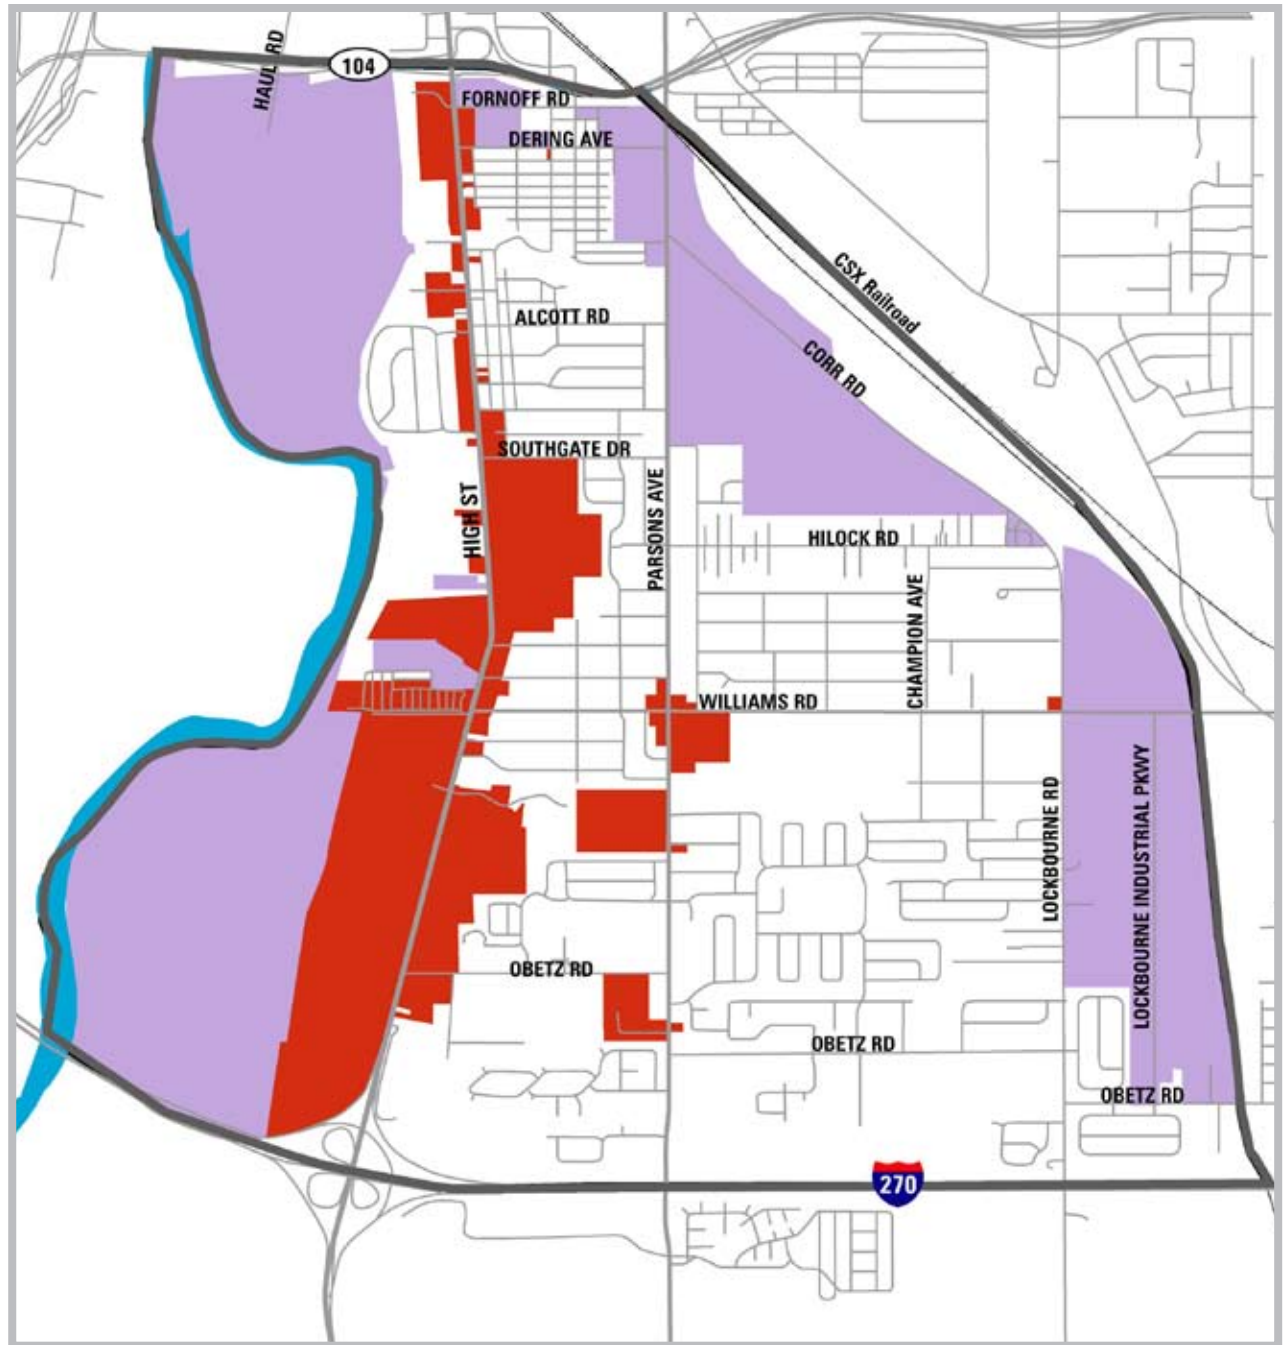 HAUL RD
104
FORNOFF RD
DERING AVE
CSX Railroad
ALCOTT RD
CORR RD
SOUTHGATE DR
HIGH ST
PARSONS AVE
HILOCK RD
CHAMPION AVE
WILLIAMS RD
LOCKBOURNE RD
LOCKBOURNE INDUSTRIAL PKWY
OBETZ RD
OBETZ RD
OBETZ RD
270